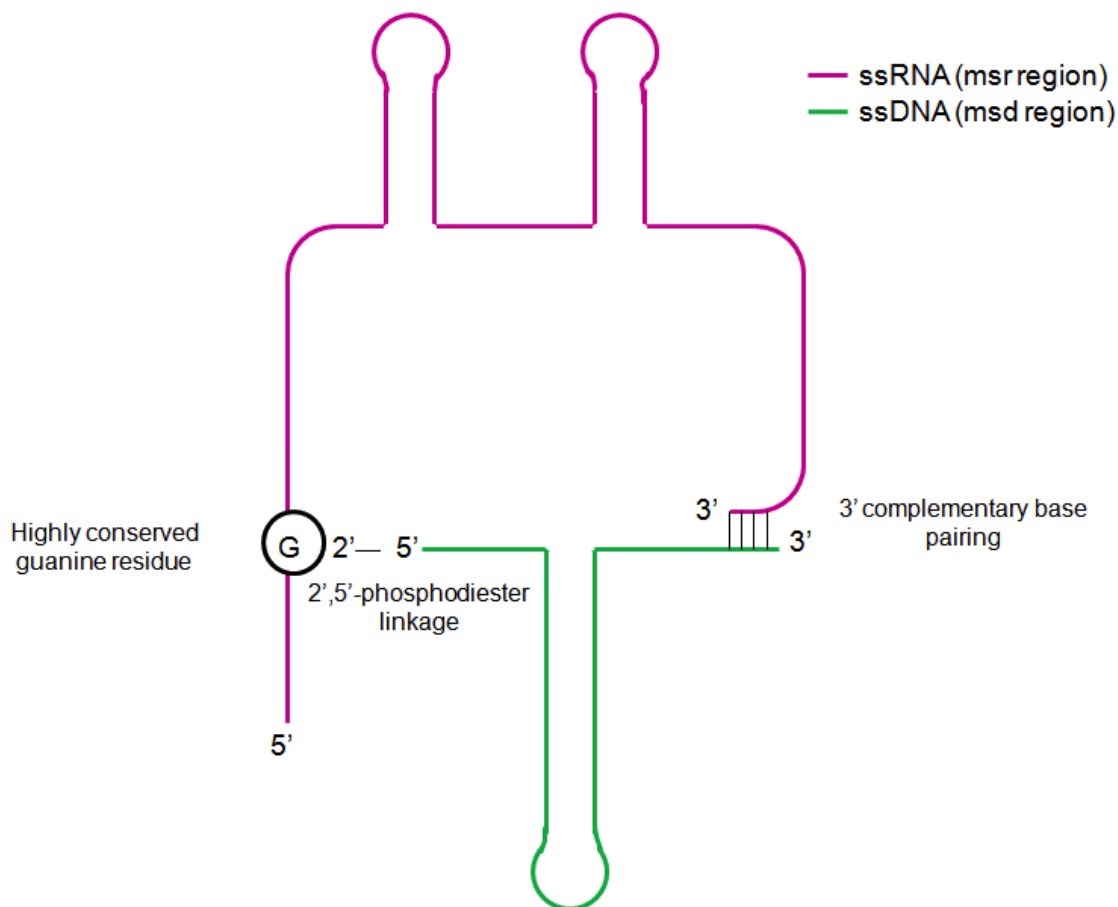 ssRNA (msr region)
ssDNA (msd region)
3’
3’ complementary base
pairing
Highly conserved
guanine residue
G
2’— 5’
3’
2’,5’-phosphodiester
linkage
5’